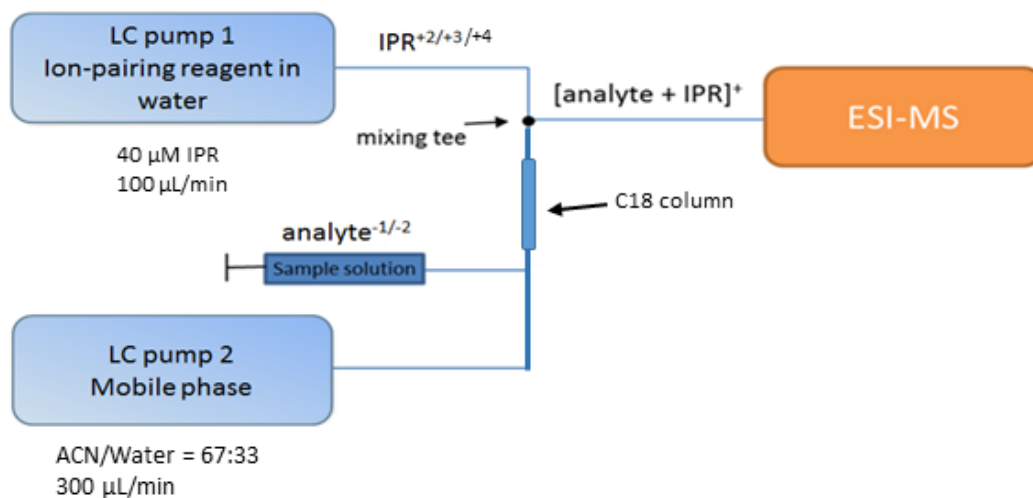 LC pump 1
Ion-pairing reagent in
water
IPR+2/+3/+4
[analyte + IPR]+
ESI-MS
mixing tee
40 µM IPR
100 µL/min
C18 column
analyte-1/-2
Sample solution
LC pump 2
Mobile phase
ACN/Water = 67:33
300 µL/min